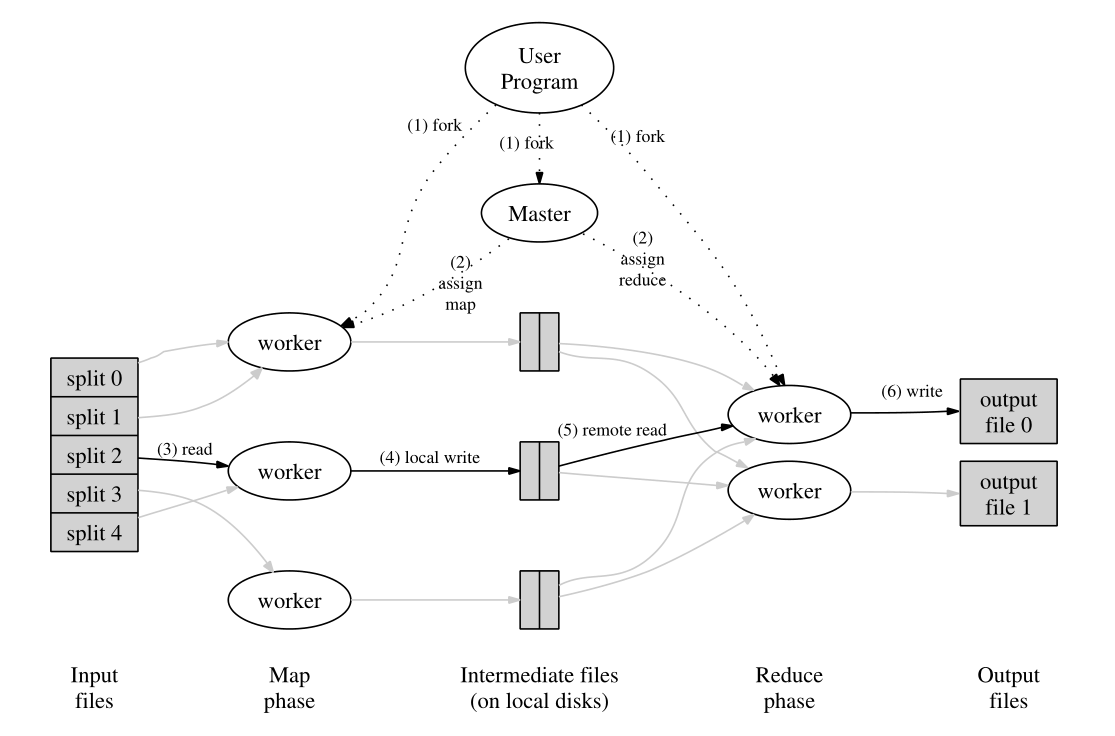 User
Program
(1) fork
(1) fork
(1) fork
Master
(2)
assign
map
(2)
assign
reduce
worker
split 0
split 1
split 2
split 3
split 4
(3) read
worker
(4) local write
(5) remote read
worker
(6) write
output
file 0
worker
output
file 1
worker
Input
files
Map
phase
Intermediate files
(on local disks)
Reduce
phase
Output
files